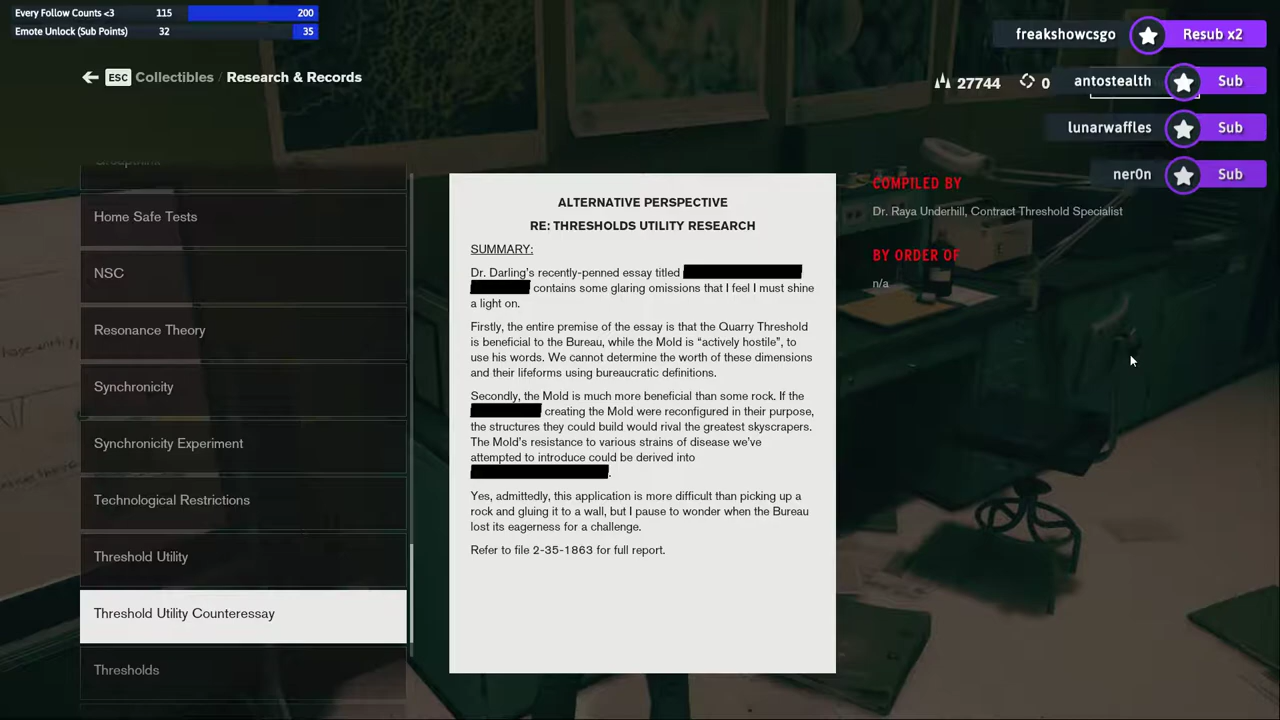 Every Follow Counts <3 115 200
Emote Unlock (Sub Points) 32 35
freakshowcsgo Resub x2
ESC Collectibles / Research & Records
27744 0 antostealth Sub
lunarwaffles Sub
ner0n Sub
Home Safe Tests
NSC
Resonance Theory
Synchronicity
Synchronicity Experiment
Technological Restrictions
Threshold Utility
Threshold Utility Counteressay
Thresholds
ALTERNATIVE PERSPECTIVE
RE: THRESHOLDS UTILITY RESEARCH
SUMMARY:
Dr. Darling's recently-penned essay titled
contains some glaring omissions that I feel I must shine
a light on.
Firstly, the entire premise of the essay is that the Quarry Threshold
is beneficial to the Bureau, while the Mold is “actively hostile”, to
use his words. We cannot determine the worth of these dimensions
and their lifeforms using bureaucratic definitions.
Secondly, the Mold is much more beneficial than some rock. If the
creating the Mold were reconfigured in their purpose,
the structures they could build would rival the greatest skyscrapers.
The Mold's resistance to various strains of disease we've
attempted to introduce could be derived into
.
Yes, admittedly, this application is more difficult than picking up a
rock and gluing it to a wall, but I pause to wonder when the Bureau
lost its eagerness for a challenge.
Refer to file 2-35-1863 for full report.
COMPILED BY
Dr. Raya Underhill, Contract Threshold Specialist
BY ORDER OF
n/a